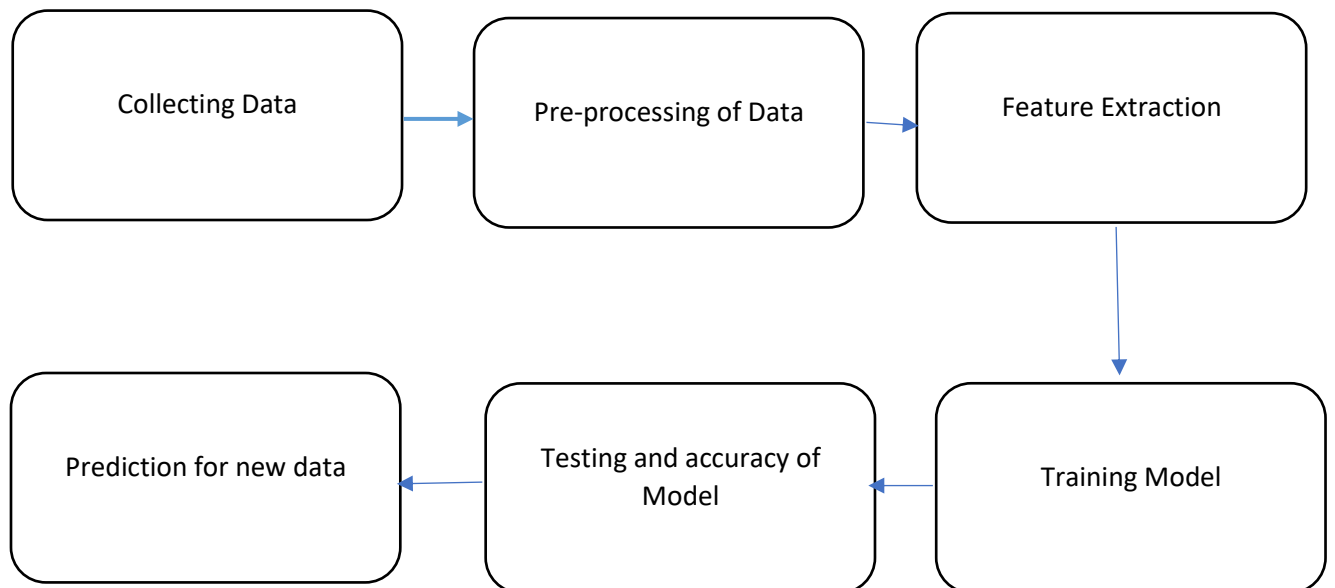 Collecting Data
Pre-processing of Data
Feature Extraction
Prediction for new data
Testing and accuracy of
Model
Training Model